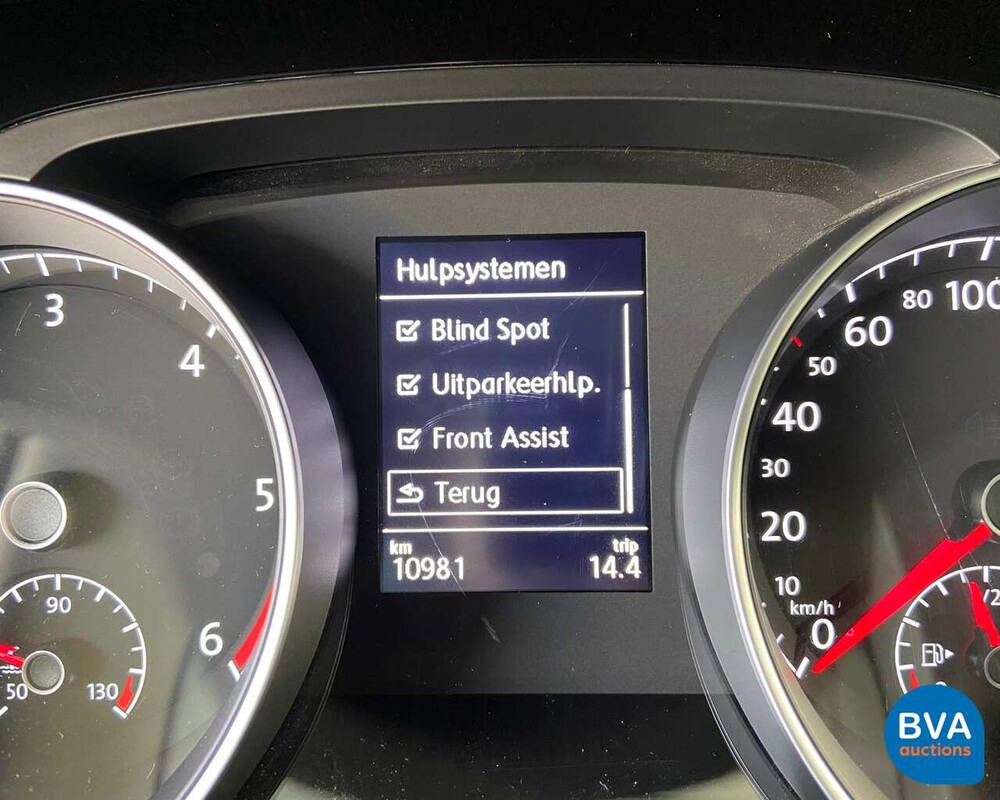 Hulpsystemen
Blind Spot
Uitparkeerhlp.
Front Assist
Terug
km trip
10981 14.4
3
4
5
6
90
50 130
100
80
60
50
40
30
20
10
km/h
0
/2
BVA
auctions